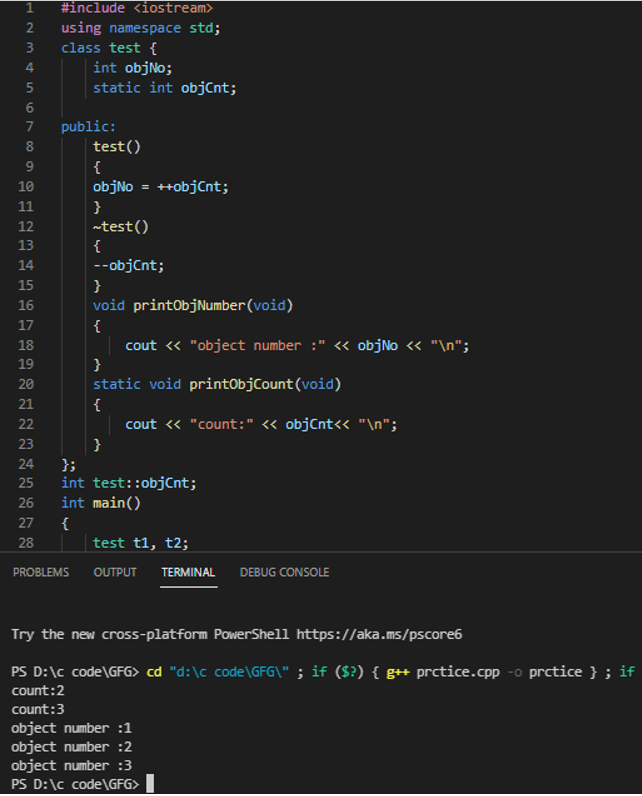 1 #include <iostream>
2 using namespace std;
3 class test {
4     int objNo;
5     static int objCnt;
6
7 public:
8     test()
9     {
10     objNo = ++objCnt;
11     }
12     ~test()
13     {
14     --objCnt;
15     }
16     void printObjNumber(void)
17     {
18         cout << "object number :" << objNo << "\n";
19     }
20     static void printObjCount(void)
21     {
22         cout << "count:" << objCnt<< "\n";
23     }
24 };
25 int test::objCnt;
26 int main()
27 {
28     test t1, t2;
PROBLEMS OUTPUT TERMINAL DEBUG CONSOLE
Try the new cross-platform PowerShell https://aka.ms/pscore6
PS D:\c code\GFG> cd "d:\c code\GFG\" ; if ($?) { g++ prctice.cpp -o prctice } ; if
count:2
count:3
object number :1
object number :2
object number :3
PS D:\c code\GFG>